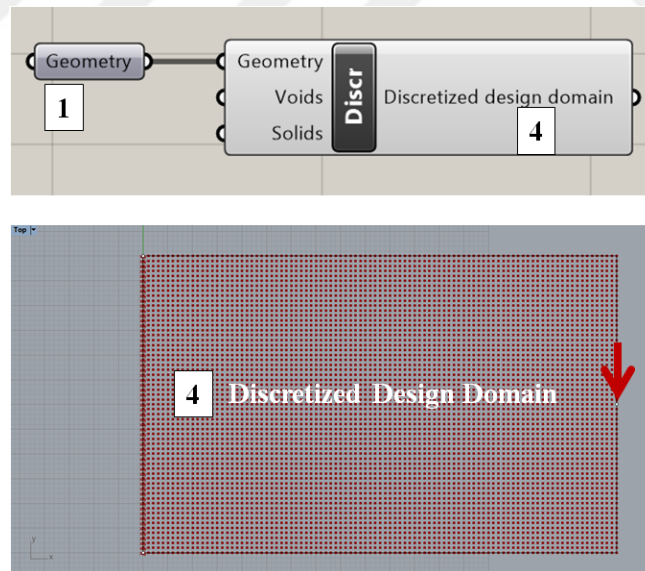 Geometry
1
Geometry
Voids
Solids
Discr
Discretized design domain
4
Top
4 Discretized Design Domain
y
x